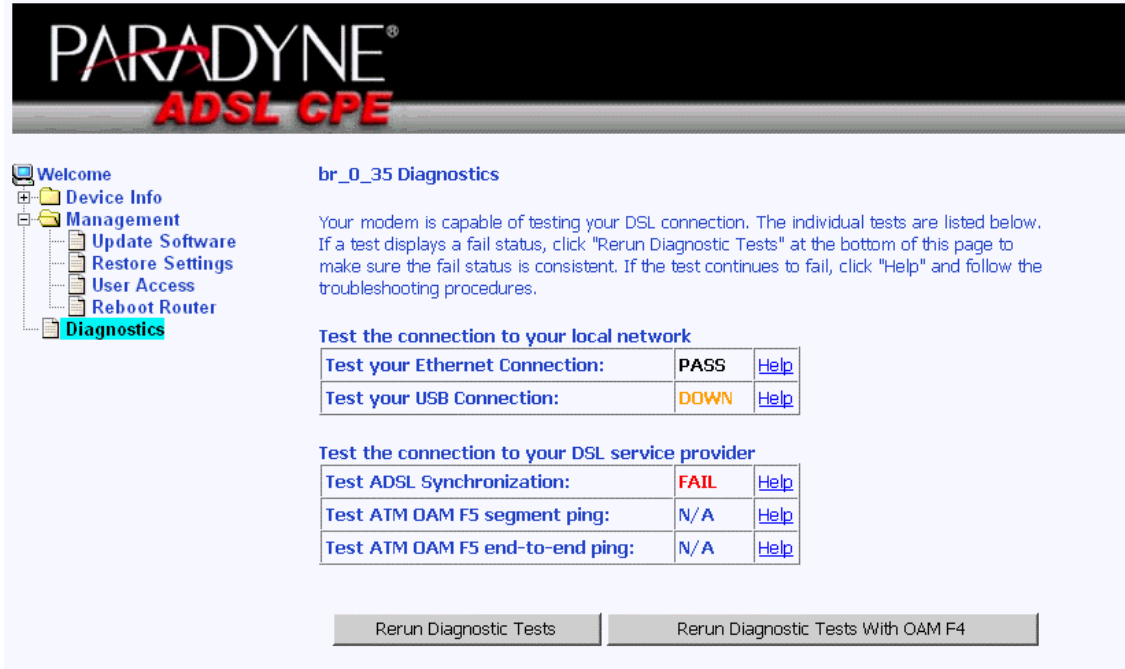 PARADYNE®
ADSL CPE
Welcome
Device Info
Management
Update Software
Restore Settings
User Access
Reboot Router
Diagnostics
br_0_35 Diagnostics
Your modem is capable of testing your DSL connection. The individual tests are listed below.
If a test displays a fail status, click "Rerun Diagnostic Tests" at the bottom of this page to
make sure the fail status is consistent. If the test continues to fail, click "Help" and follow the
troubleshooting procedures.
Test the connection to your local network
Test your Ethernet Connection: PASS Help
Test your USB Connection: DOWN Help
Test the connection to your DSL service provider
Test ADSL Synchronization: FAIL Help
Test ATM OAM F5 segment ping: N/A Help
Test ATM OAM F5 end-to-end ping: N/A Help
Rerun Diagnostic Tests Rerun Diagnostic Tests With OAM F4